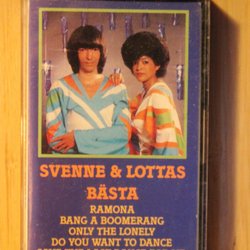 SVENNE & LOTTAS
BÄSTA
RAMONA
BANG A BOOMERANG
ONLY THE LONELY
DO YOU WANT TO DANCE